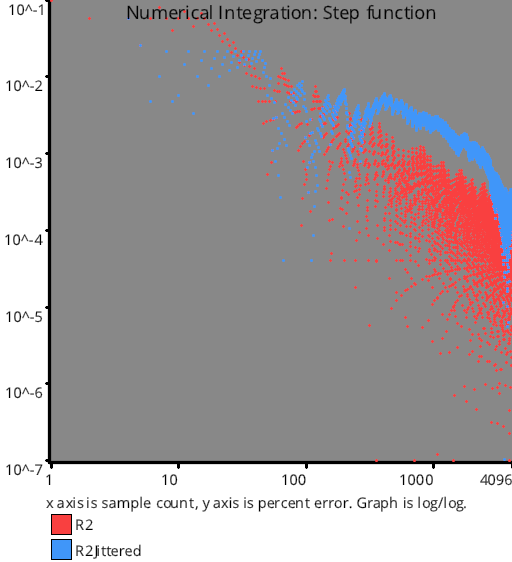 Numerical Integration: Step function
10^-1
10^-2
10^-3
10^-4
10^-5
10^-6
10^-7
1 10 100 1000 4096
x axis is sample count, y axis is percent error. Graph is log/log.
R2
R2Jittered